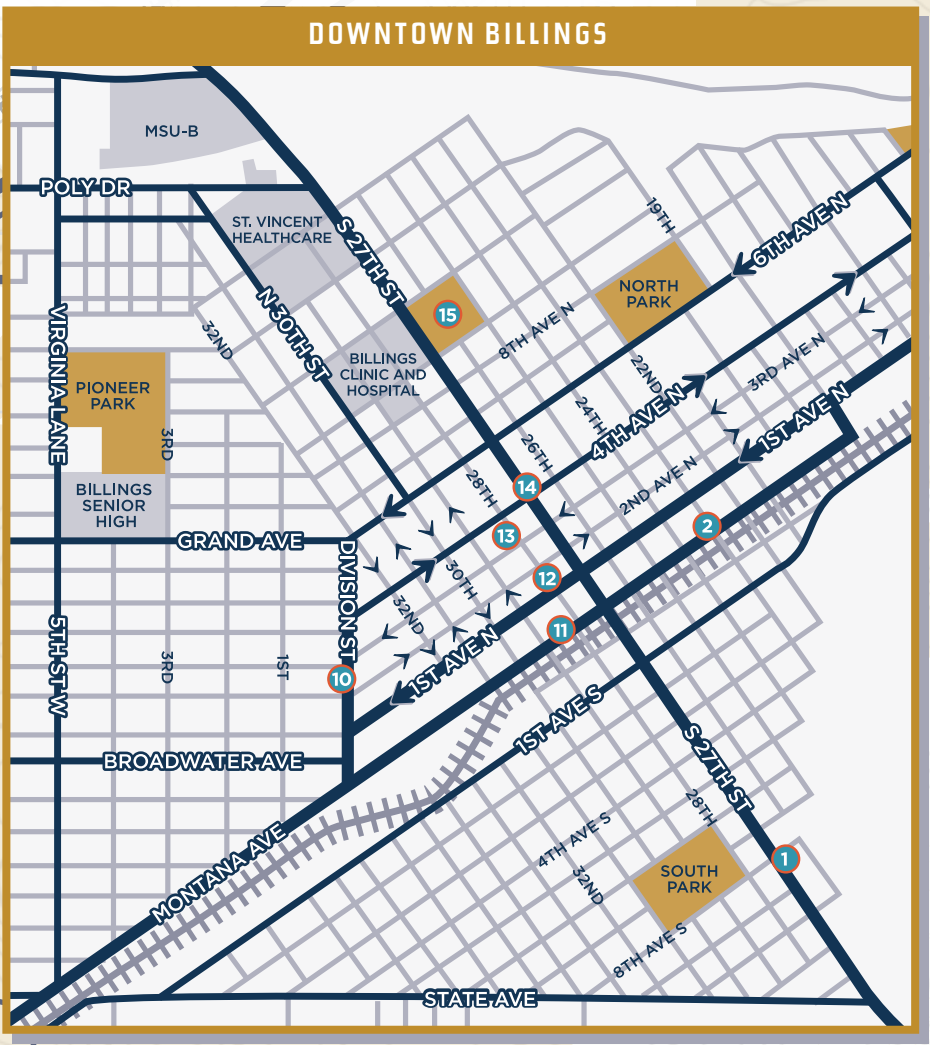 DOWNTOWN BILLINGS
MSU-B
POLY DR
ST. VINCENT
HEALTHCARE
S 27TH ST
19TH
6TH AVE N
N 30TH ST
15
NORTH
PARK
8TH AVE N
VIRGINIA LANE
32ND
BILLINGS
CLINIC AND
HOSPITAL
22ND
3RD AVE N
PIONEER
PARK
3RD
24TH
4TH AVE N
1ST AVE N
26TH
BILLINGS
SENIOR
HIGH
28TH
14
2ND AVE N
2
GRAND AVE
13
DIVISION ST
30TH
12
32ND
5TH ST W
3RD
1ST
11
10
1ST AVE N
1ST AVE S
BROADWATER AVE
S 27TH ST
28TH
MONTANA AVE
4TH AVE S
32ND
SOUTH
PARK
1
8TH AVE S
STATE AVE